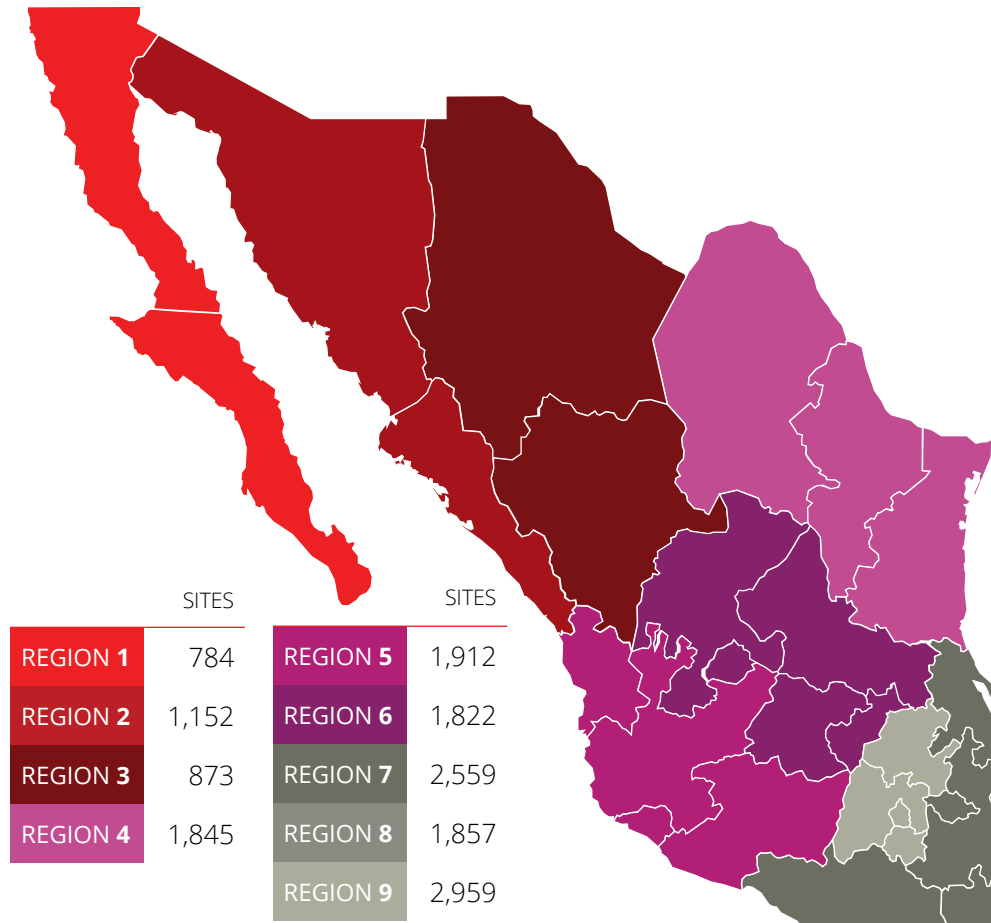 SITES
REGION 1 784
REGION 2 1,152
REGION 3 873
REGION 4 1,845
SITES
REGION 5 1,912
REGION 6 1,822
REGION 7 2,559
REGION 8 1,857
REGION 9 2,959